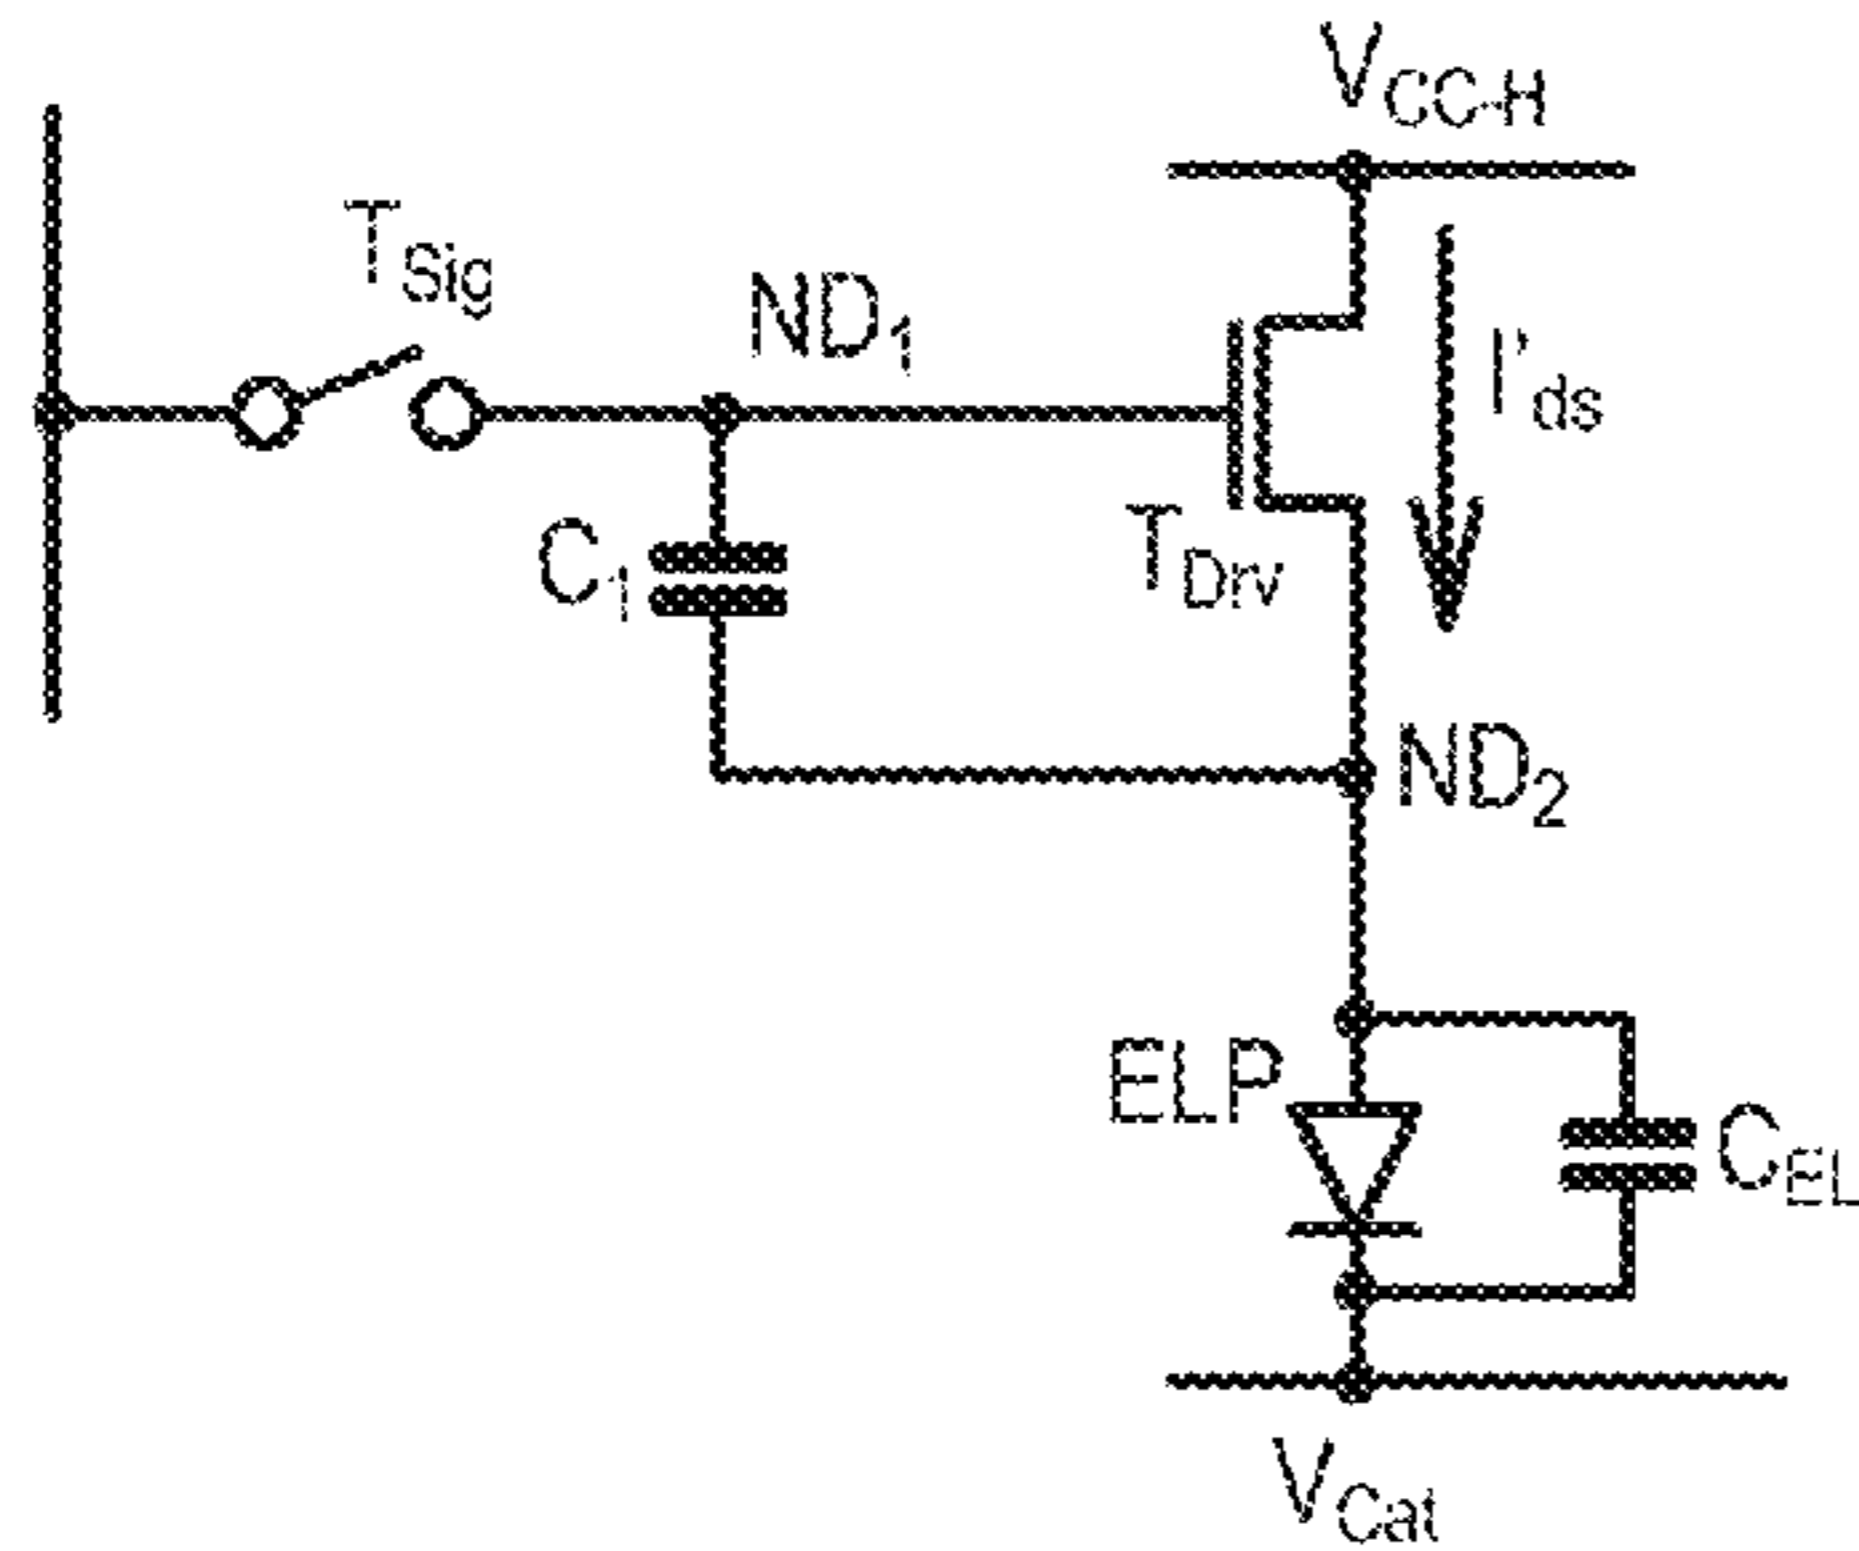 V_CC-H
T_Sig
ND_1
I'_ds
C_1
T_Drv
ND_2
ELP
C_EL
V_Cat